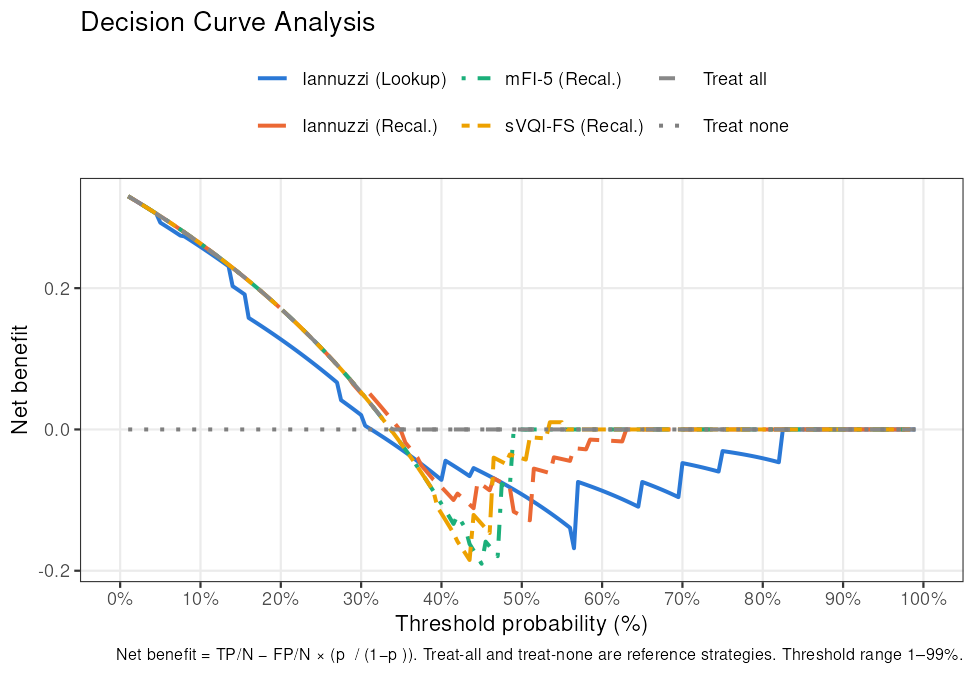 Decision Curve Analysis
Iannuzzi (Lookup) mFI-5 (Recal.) Treat all
Iannuzzi (Recal.) sVQI-FS (Recal.) Treat none
Net benefit
0.2
0.0
-0.2
0% 10% 20% 30% 40% 50% 60% 70% 80% 90% 100%
Threshold probability (%)
Net benefit = TP/N − FP/N × (p / (1−p )). Treat-all and treat-none are reference strategies. Threshold range 1–99%.